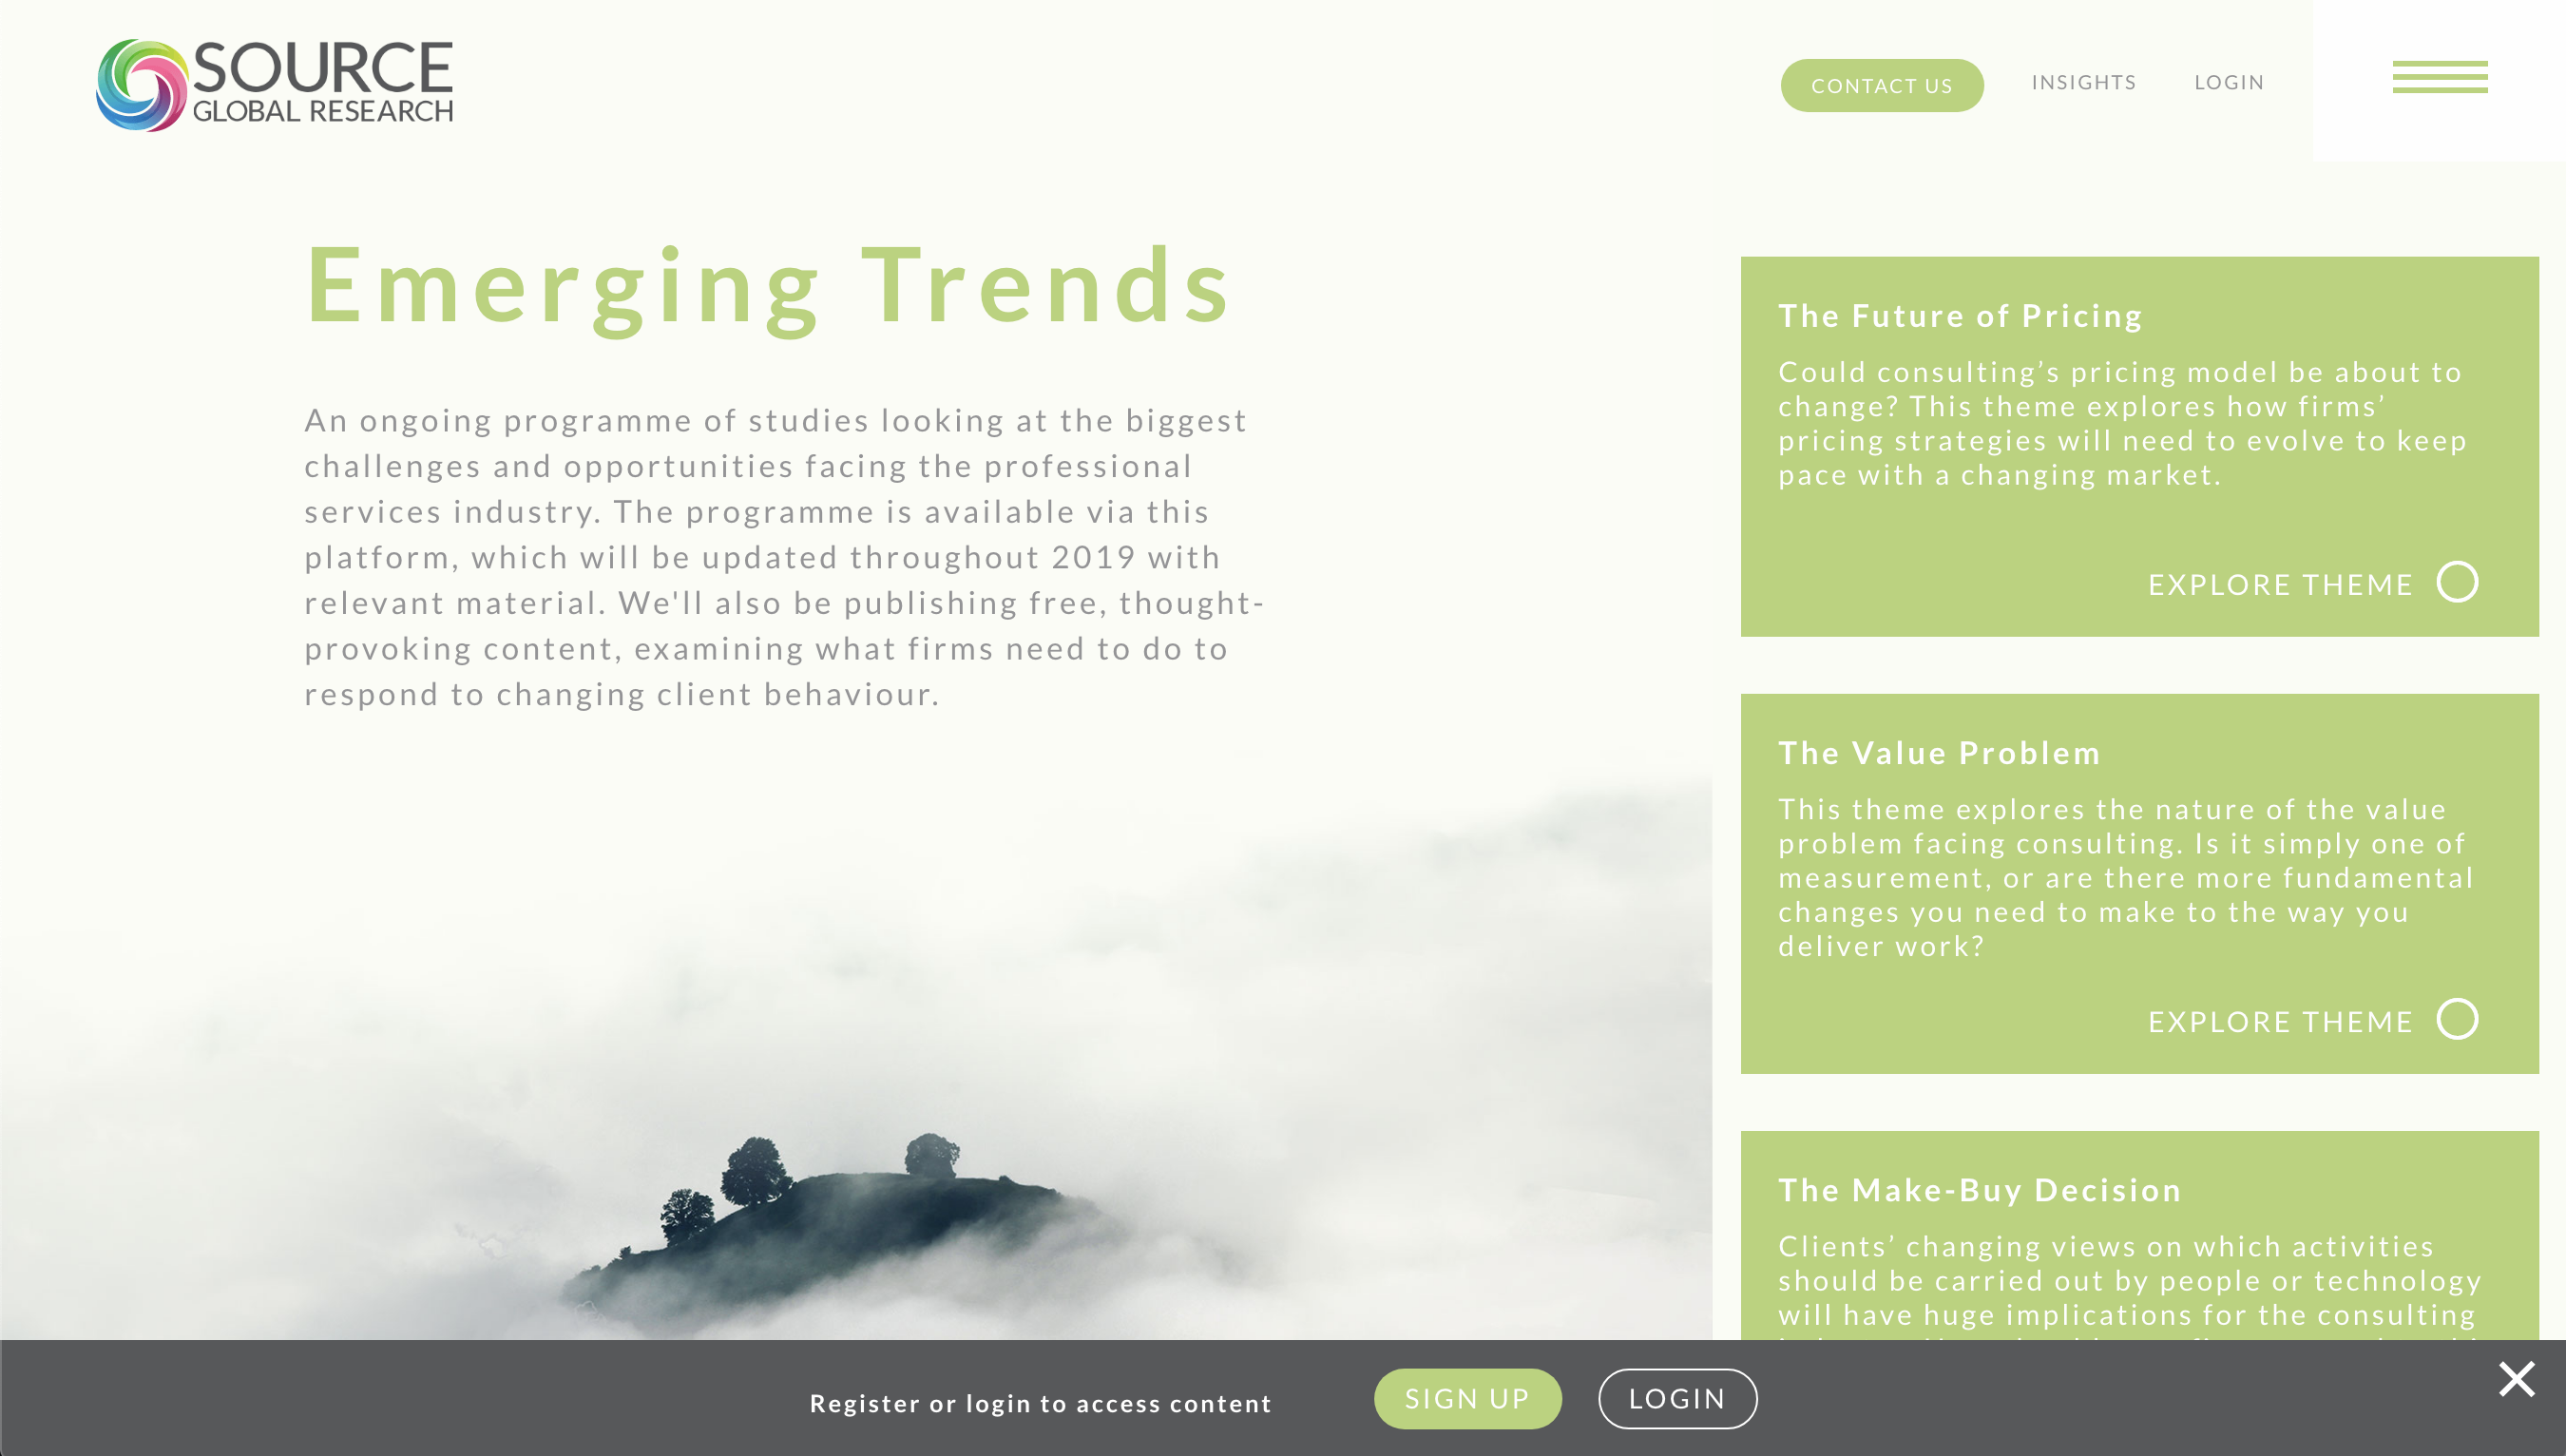 SOURCE
GLOBAL RESEARCH
CONTACT US
INSIGHTS
LOGIN
Emerging Trends
An ongoing programme of studies looking at the biggest
challenges and opportunities facing the professional
services industry. The programme is available via this
platform, which will be updated throughout 2019 with
relevant material. We'll also be publishing free, thought-
provoking content, examining what firms need to do to
respond to changing client behaviour.
The Future of Pricing
Could consulting’s pricing model be about to
change? This theme explores how firms’
pricing strategies will need to evolve to keep
pace with a changing market.
EXPLORE THEME
The Value Problem
This theme explores the nature of the value
problem facing consulting. Is it simply one of
measurement, or are there more fundamental
changes you need to make to the way you
deliver work?
EXPLORE THEME
The Make-Buy Decision
Clients’ changing views on which activities
should be carried out by people or technology
will have huge implications for the consulting
Register or login to access content
SIGN UP
LOGIN